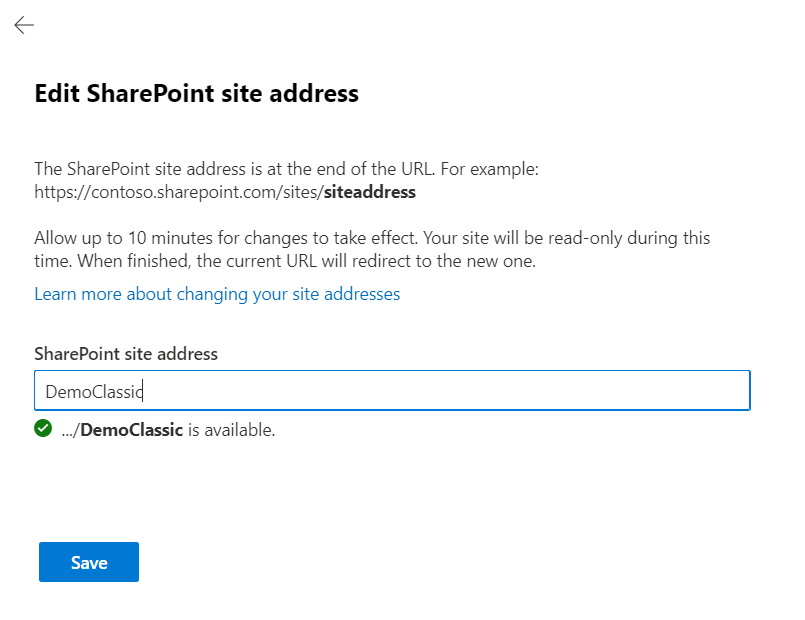 Edit SharePoint site address
The SharePoint site address is at the end of the URL. For example:
https://contoso.sharepoint.com/sites/siteaddress
Allow up to 10 minutes for changes to take effect. Your site will be read-only during this
time. When finished, the current URL will redirect to the new one.
Learn more about changing your site addresses
SharePoint site address
DemoClassic
.../DemoClassic is available.
Save